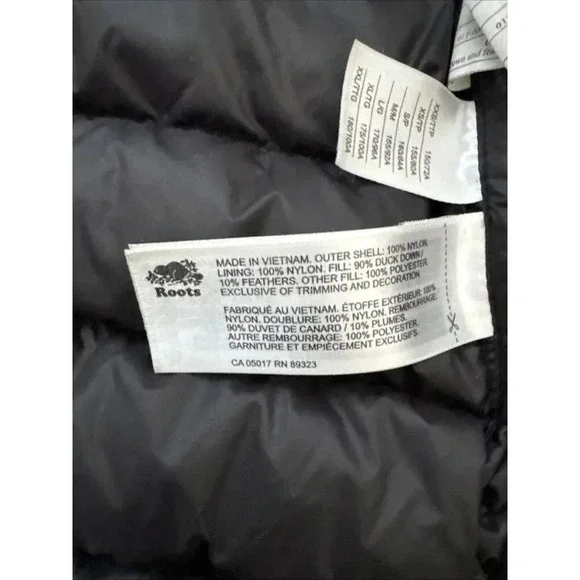 XXS/TTP 150/72A
XS/TP 155/80A
S/P 160/84A
M/M 165/92A
L/G 170/96A
XL/TG 175/100A
XXL/TTG 180/100A
down and fea
Roots
MADE IN VIETNAM. OUTER SHELL: 100% NYLON.
LINING: 100% NYLON. FILL: 90% DUCK DOWN/
10% FEATHERS. OTHER FILL: 100% POLYESTER.
EXCLUSIVE OF TRIMMING AND DECORATION.
FABRIQUÉ AU VIETNAM. ÉTOFFE EXTÉRIEUR: 100%
NYLON. DOUBLURE: 100% NYLON. REMBOURRAGE:
90% DUVET DE CANARD / 10% PLUMES.
AUTRE REMBOURRAGE: 100% POLYESTER.
GARNITURE ET EMPIÈCEMENT EXCLUSIFS.
CA 05017 RN 89323